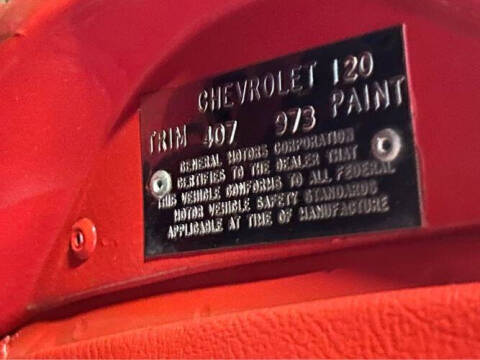 CHEVROLET 120
TRIM 407 973 PAINT
GENERAL MOTORS CORPORATION
CERTIFIES TO THE DEALER THAT
THIS VEHICLE CONFORMS TO ALL FEDERAL
MOTOR VEHICLE SAFETY STANDARDS
APPLICABLE AT TIME OF MANUFACTURE